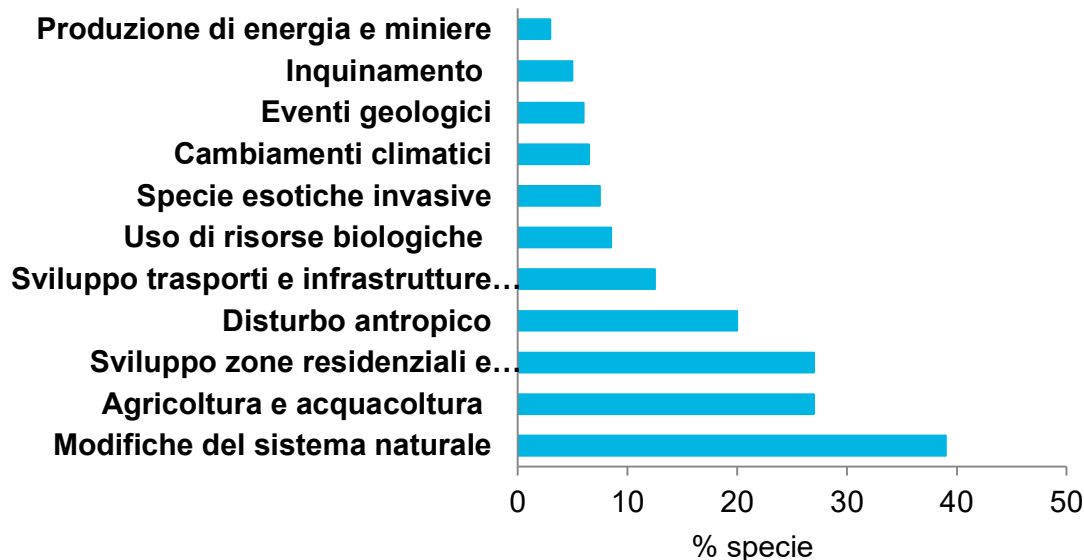 Produzione di energia e miniere
Inquinamento
Eventi geologici
Cambiamenti climatici
Specie esotiche invasive
Uso di risorse biologiche
Sviluppo trasporti e infrastrutture…
Disturbo antropico
Sviluppo zone residenziali e…
Agricoltura e acquacoltura
Modifiche del sistema naturale
0 10 20 30 40 50
% specie